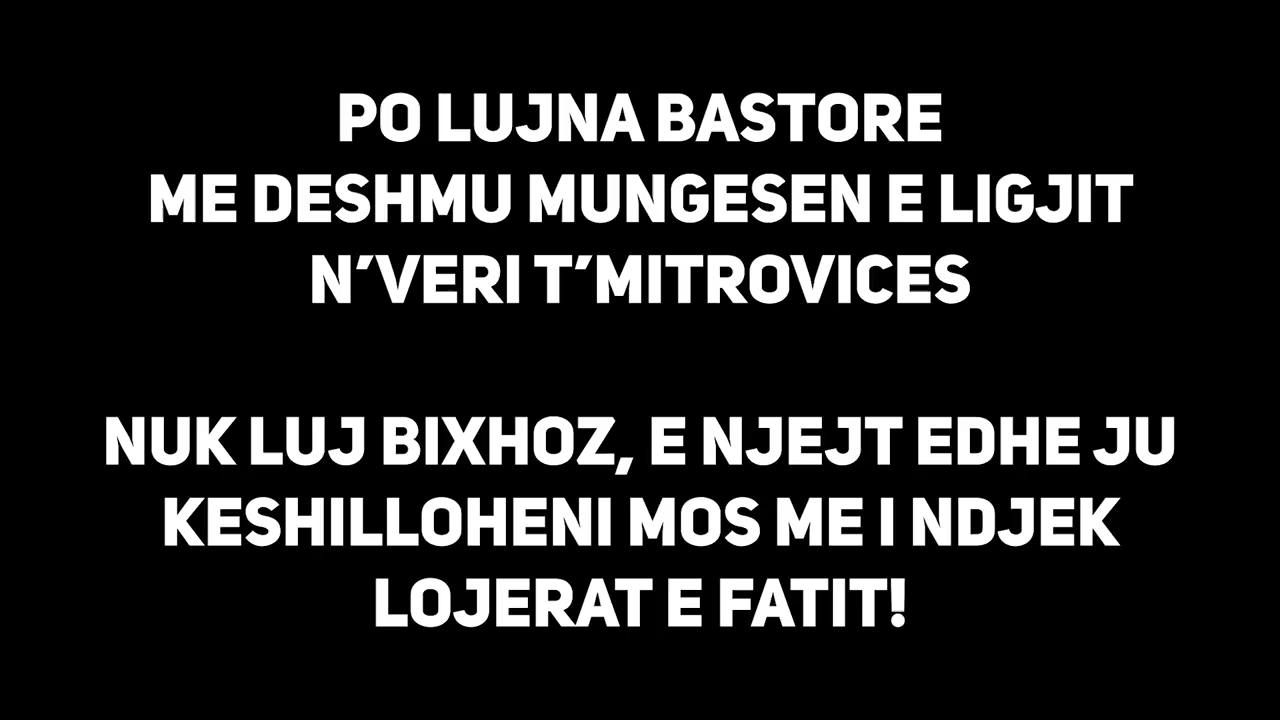 PO LUJNA BASTORE
ME DESHMU MUNGESEN E LIGJIT
N'VERI T'MITROVICES
NUK LUJ BIXHOZ, E NJEJT EDHE JU
KESHILLOHENI MOS ME I NDJEK
LOJERAT E FATIT!